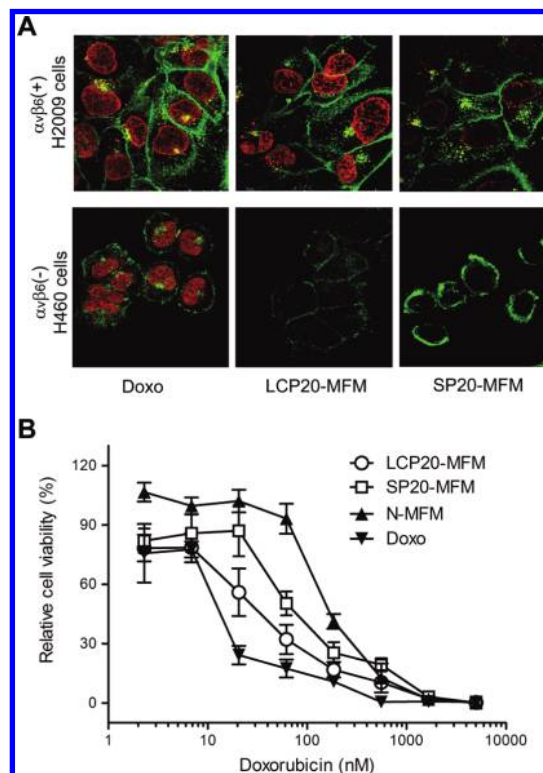 A
αvβ6(+)
H2009 cells
αvβ6(-)
H460 cells
Doxo
LCP20-MFM
SP20-MFM
B
LCP20-MFM
SP20-MFM
N-MFM
Doxo
Relative cell viability (%)
120
90
60
30
0
1
10
100
1000
10000
Doxorubicin (nM)